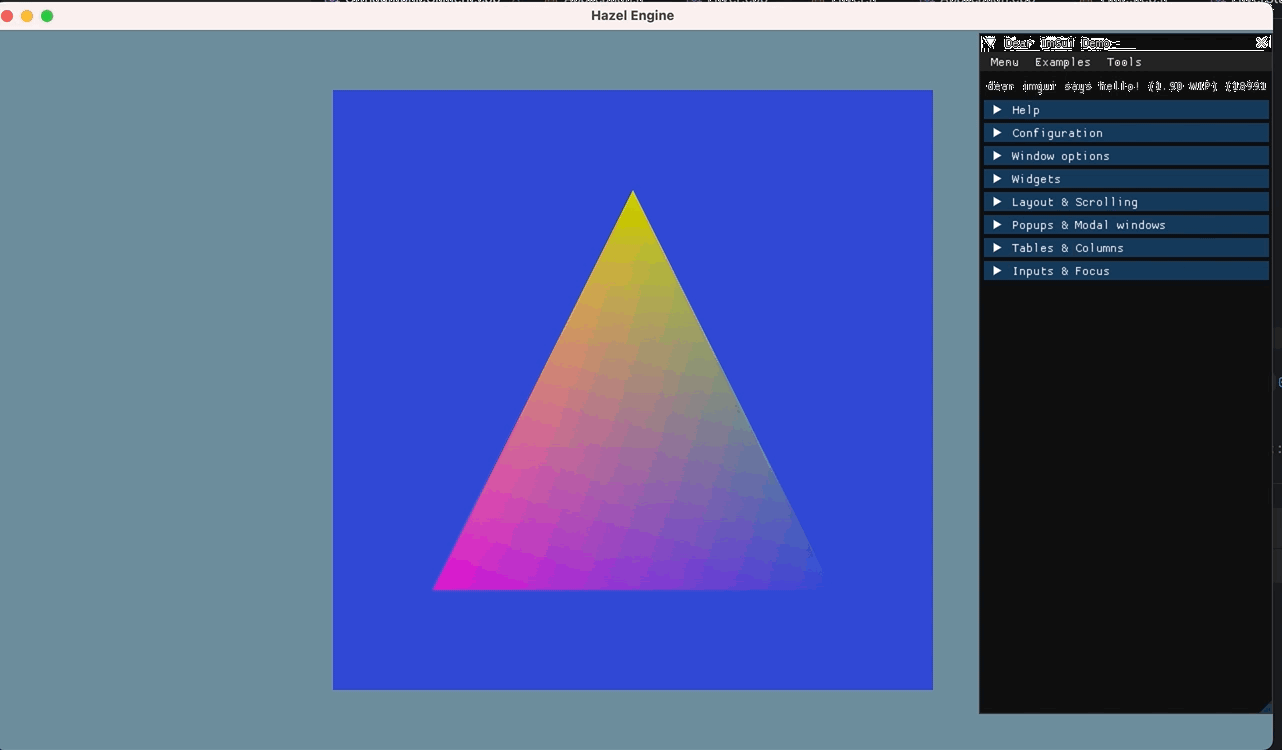 Hazel Engine
Dear ImGui Demo
Menu Examples Tools
dear imgui says hello!
Help
Configuration
Window options
Widgets
Layout & Scrolling
Popups & Modal windows
Tables & Columns
Inputs & Focus